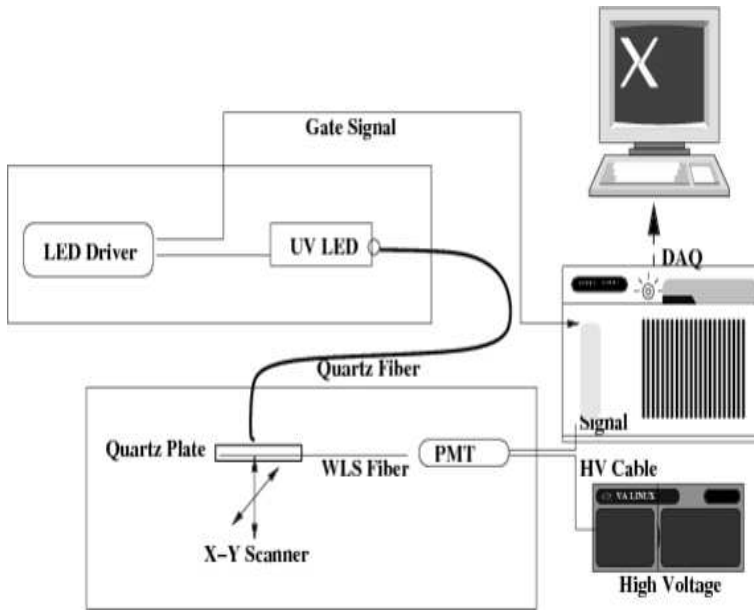 X
Gate Signal
LED Driver
UV LED
DAQ
Quartz Fiber
Quartz Plate
WLS Fiber
PMT
Signal
HV Cable
X-Y Scanner
VA LINUX
High Voltage